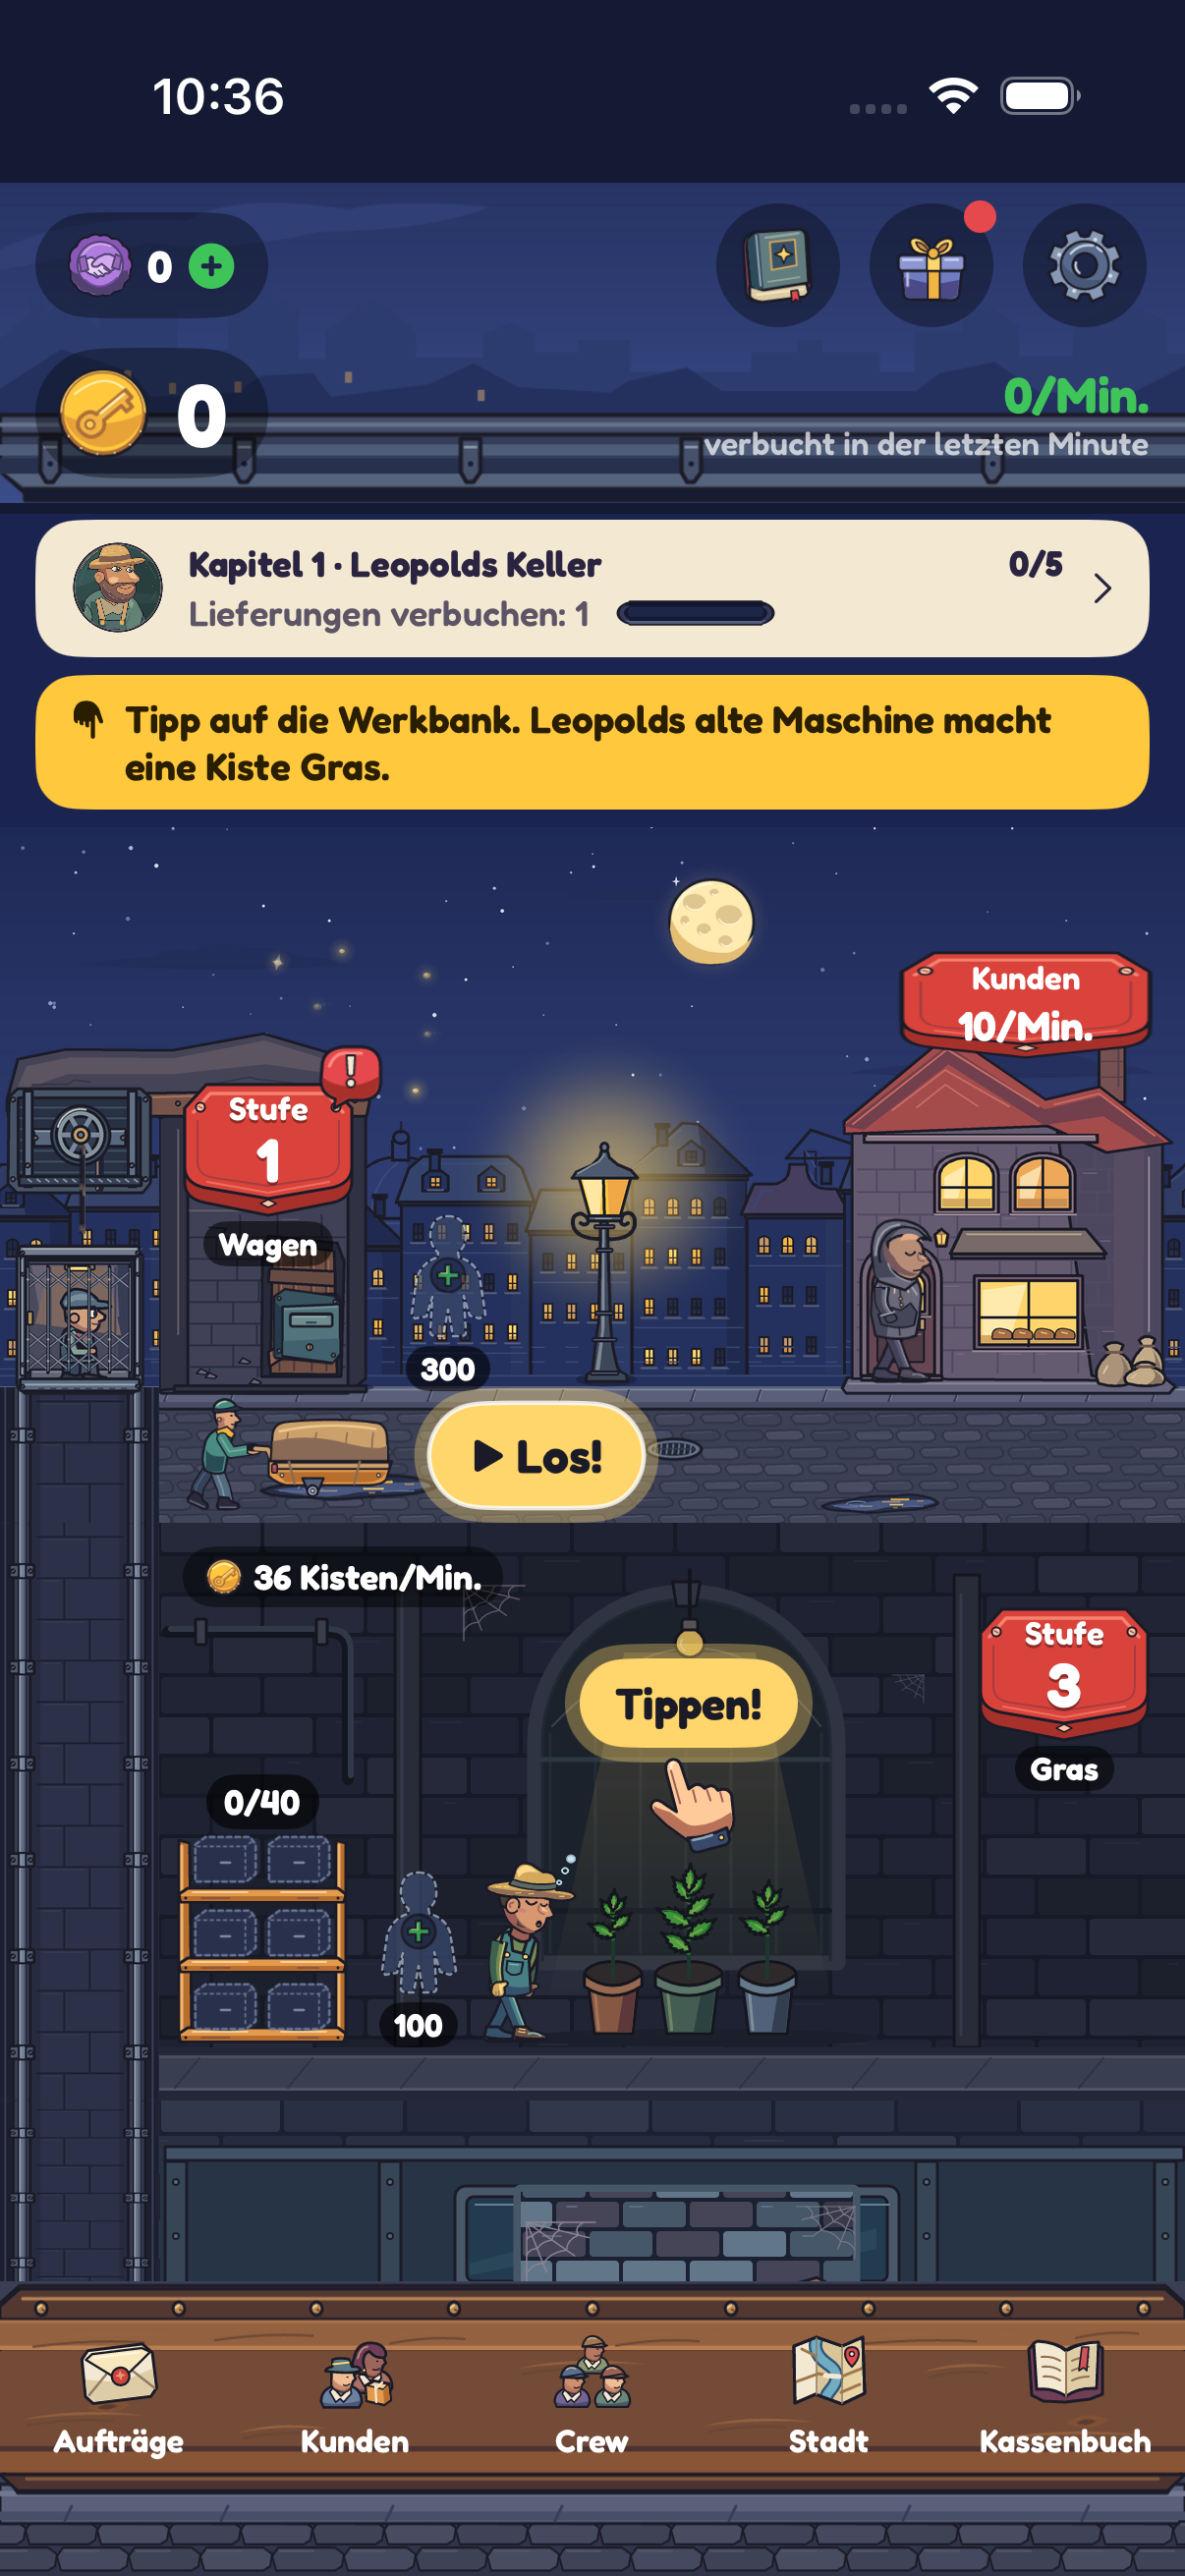 10:36
0
0
0/Min.
verbucht in der letzten Minute
Kapitel 1 · Leopolds Keller
0/5
Lieferungen verbuchen: 1
Tipp auf die Werkbank. Leopolds alte Maschine macht
eine Kiste Gras.
Kunden
10/Min.
!
Stufe
1
Wagen
300
Los!
36 Kisten/Min.
Stufe
3
Tippen!
Gras
0/40
100
Aufträge
Kunden
Crew
Stadt
Kassenbuch